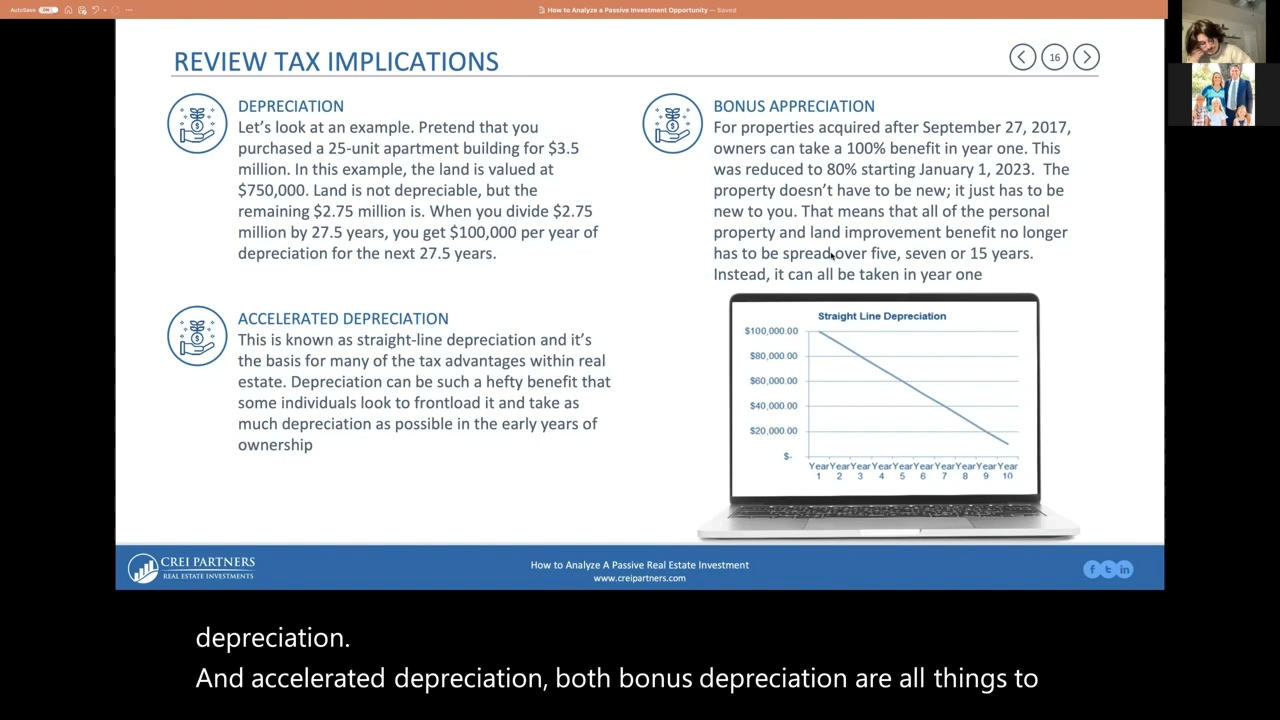 AutoSave ON
How to Analyze a Passive Investment Opportunity — Saved
REVIEW TAX IMPLICATIONS
16
DEPRECIATION
Let's look at an example. Pretend that you
purchased a 25-unit apartment building for $3.5
million. In this example, the land is valued at
$750,000. Land is not depreciable, but the
remaining $2.75 million is. When you divide $2.75
million by 27.5 years, you get $100,000 per year of
depreciation for the next 27.5 years.
ACCELERATED DEPRECIATION
This is known as straight-line depreciation and it's
the basis for many of the tax advantages within real
estate. Depreciation can be such a hefty benefit that
some individuals look to frontload it and take as
much depreciation as possible in the early years of
ownership
BONUS APPRECIATION
For properties acquired after September 27, 2017,
owners can take a 100% benefit in year one. This
was reduced to 80% starting January 1, 2023. The
property doesn't have to be new; it just has to be
new to you. That means that all of the personal
property and land improvement benefit no longer
has to be spread over five, seven or 15 years.
Instead, it can all be taken in year one
Straight Line Depreciation
$100,000.00
$80,000.00
$60,000.00
$40,000.00
$20,000.00
$-
Year Year Year Year Year Year Year Year Year Year
1 2 3 4 5 6 7 8 9 10
CREI PARTNERS
REAL ESTATE INVESTMENTS
How to Analyze A Passive Real Estate Investment
www.creipartners.com
f t in
depreciation.
And accelerated depreciation, both bonus depreciation are all things to